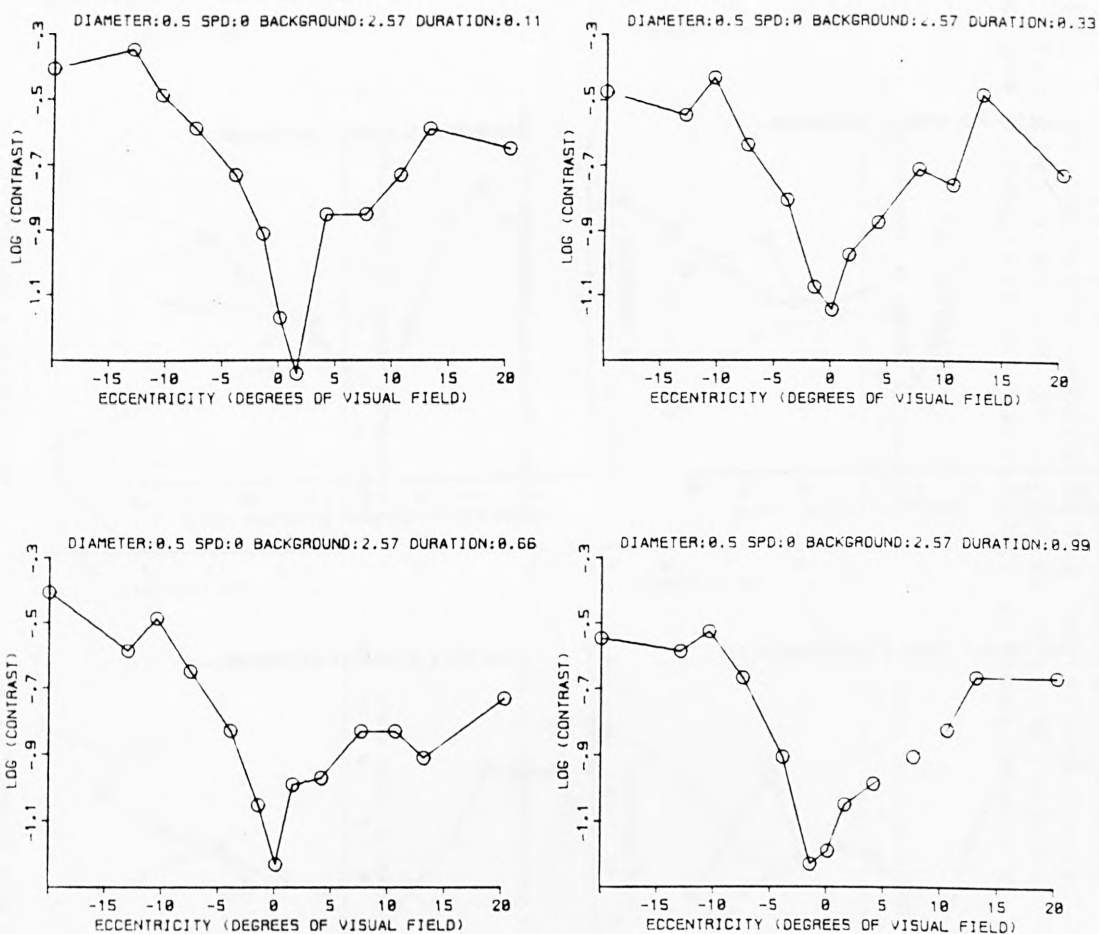 DIAMETER:0.5 SPD:0 BACKGROUND:2.57 DURATION:0.11
LOG (CONTRAST)
-.3
-.5
-.7
-.9
-1.1
-15 -10 -5 0 5 10 15 20
ECCENTRICITY (DEGREES OF VISUAL FIELD)
DIAMETER:0.5 SPD:0 BACKGROUND:2.57 DURATION:0.33
LOG (CONTRAST)
-.3
-.5
-.7
-.9
-1.1
-15 -10 -5 0 5 10 15 20
ECCENTRICITY (DEGREES OF VISUAL FIELD)
DIAMETER:0.5 SPD:0 BACKGROUND:2.57 DURATION:0.66
LOG (CONTRAST)
-.3
-.5
-.7
-.9
-1.1
-15 -10 -5 0 5 10 15 20
ECCENTRICITY (DEGREES OF VISUAL FIELD)
DIAMETER:0.5 SPD:0 BACKGROUND:2.57 DURATION:0.99
LOG (CONTRAST)
-.3
-.5
-.7
-.9
-1.1
-15 -10 -5 0 5 10 15 20
ECCENTRICITY (DEGREES OF VISUAL FIELD)